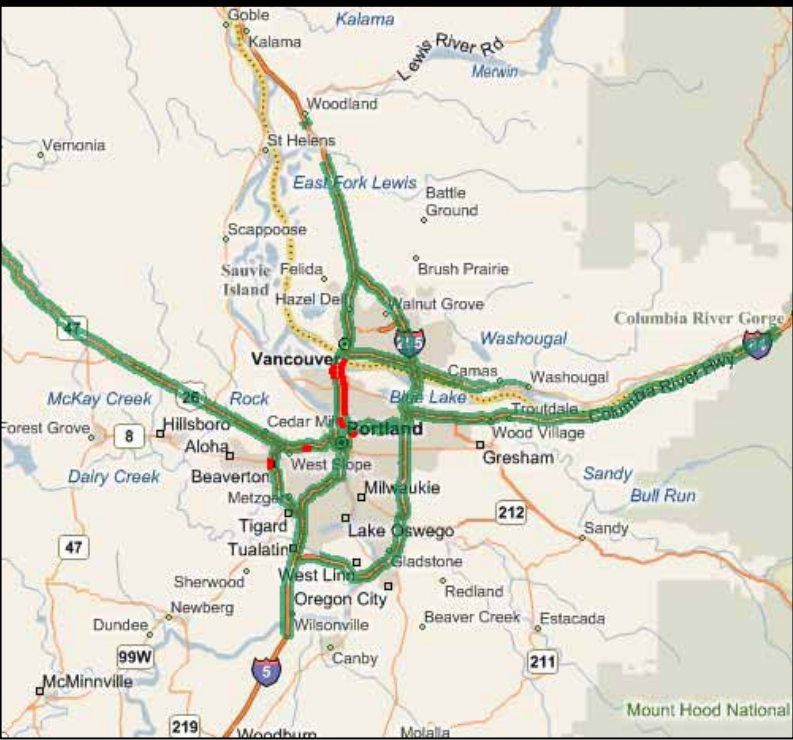 Goble
Kalama
Kalama
Lewis River Rd
Merwin
Woodland
Vernonia
St Helens
East Fork Lewis
Battle
Ground
Scappoose
Sauvie
Island
Felida
Brush Prairie
Hazel Dell
Walnut Grove
Columbia River Gorge
47
215
Washougal
84
Vancouver
Camas
Washougal
McKay Creek
26
Rock
Blue Lake
Columbia River Hwy
Troutdale
Forest Grove
8
Hillsboro
Cedar Mill
Portland
Wood Village
Aloha
Gresham
West Slope
Dairy Creek
Beaverton
Sandy
Metzger
Milwaukie
Bull Run
Tigard
212
Lake Oswego
Sandy
47
Tualatin
Gladstone
Sherwood
West Linn
Redland
Oregon City
Newberg
Dundee
Wilsonville
Beaver Creek
Estacada
99W
Canby
211
5
McMinnville
Mount Hood National
219
Woodburn
Molalla